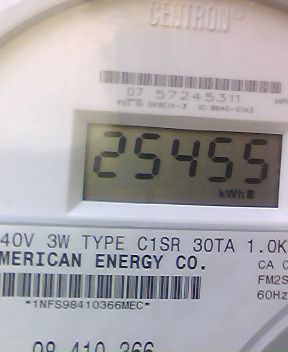 CENTRON
07 57245311
25455
kWh
40V 3W TYPE C1SR 30TA 1.0K
MERICAN ENERGY CO.
CA 0
FM2S
*1NFS98410366MEC*
60Hz
98 410 366